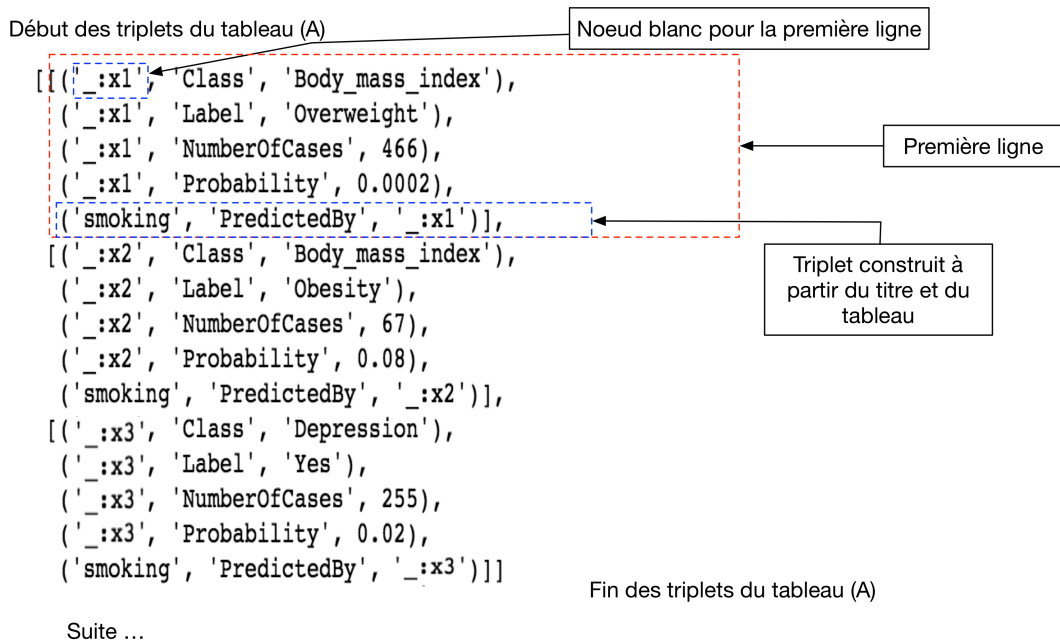 Début des triplets du tableau (A)
Noeud blanc pour la première ligne
[[('_:x1', 'Class', 'Body_mass_index'),
('_:x1', 'Label', 'Overweight'),
('_:x1', 'NumberOfCases', 466),
Première ligne
('_:x1', 'Probability', 0.0002),
('smoking', 'PredictedBy', '_:x1')],
[('_:x2', 'Class', 'Body_mass_index'),
('_:x2', 'Label', 'Obesity'),
('_:x2', 'NumberOfCases', 67),
('_:x2', 'Probability', 0.08),
('smoking', 'PredictedBy', '_:x2')],
Triplet construit à
partir du titre et du
tableau
[('_:x3', 'Class', 'Depression'),
('_:x3', 'Label', 'Yes'),
('_:x3', 'NumberOfCases', 255),
('_:x3', 'Probability', 0.02),
('smoking', 'PredictedBy', '_:x3')]]
Fin des triplets du tableau (A)
Suite ...